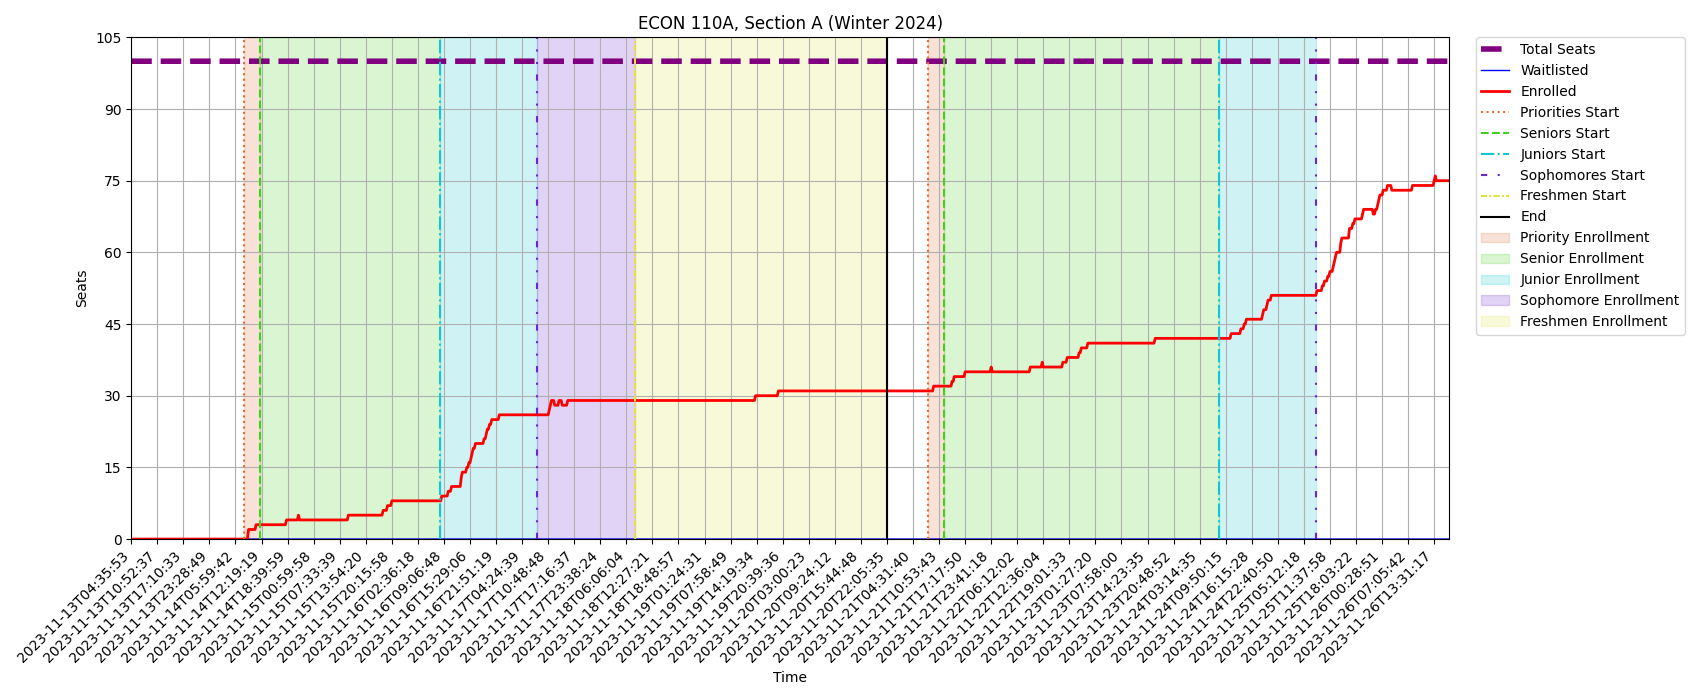 ECON 110A, Section A (Winter 2024)
105
90
75
60
45
30
15
0
Seats
2023-11-13T04:35:53
2023-11-13T10:52:37
2023-11-13T17:10:33
2023-11-13T23:28:49
2023-11-14T05:59:42
2023-11-14T12:19:19
2023-11-14T18:39:59
2023-11-15T00:59:58
2023-11-15T07:33:39
2023-11-15T13:54:20
2023-11-15T20:15:58
2023-11-16T02:36:18
2023-11-16T09:06:48
2023-11-16T15:29:06
2023-11-16T21:51:19
2023-11-17T04:24:39
2023-11-17T10:48:48
2023-11-17T17:16:37
2023-11-17T23:38:24
2023-11-18T06:06:04
2023-11-18T12:27:21
2023-11-18T18:48:57
2023-11-19T01:24:31
2023-11-19T07:58:49
2023-11-19T14:19:34
2023-11-19T20:39:36
2023-11-20T03:00:23
2023-11-20T09:24:12
2023-11-20T15:44:48
2023-11-20T22:05:35
2023-11-21T04:31:40
2023-11-21T10:53:43
2023-11-21T17:17:50
2023-11-21T23:41:18
2023-11-22T06:12:02
2023-11-22T12:36:04
2023-11-22T19:01:33
2023-11-23T01:27:20
2023-11-23T07:58:00
2023-11-23T14:23:35
2023-11-23T20:48:52
2023-11-24T03:14:35
2023-11-24T09:50:15
2023-11-24T16:15:28
2023-11-24T22:40:50
2023-11-25T05:12:18
2023-11-25T11:37:58
2023-11-25T18:03:22
2023-11-26T00:28:51
2023-11-26T07:05:42
2023-11-26T13:31:17
Time
Total Seats
Waitlisted
Enrolled
Priorities Start
Seniors Start
Juniors Start
Sophomores Start
Freshmen Start
End
Priority Enrollment
Senior Enrollment
Junior Enrollment
Sophomore Enrollment
Freshmen Enrollment